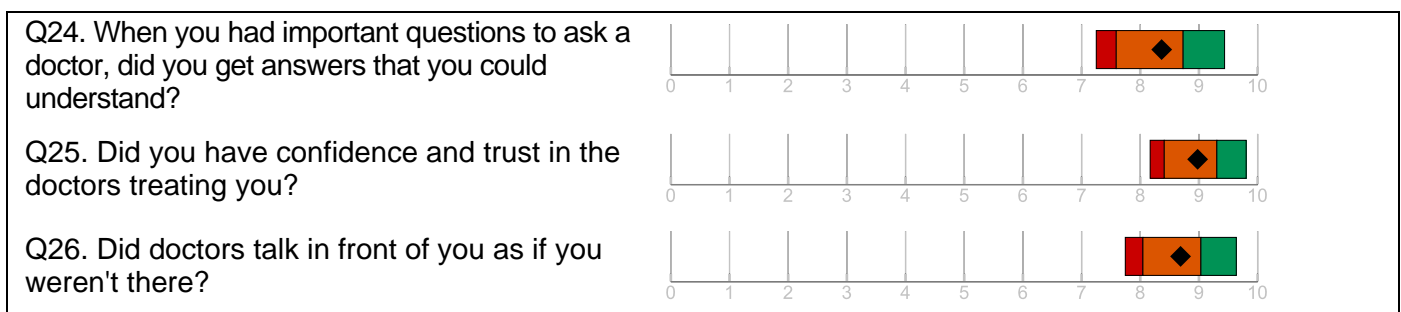 Q24. When you had important questions to ask a
doctor, did you get answers that you could
understand?
0 1 2 3 4 5 6 7 8 9 10
Q25. Did you have confidence and trust in the
doctors treating you?
0 1 2 3 4 5 6 7 8 9 10
Q26. Did doctors talk in front of you as if you
weren't there?
0 1 2 3 4 5 6 7 8 9 10